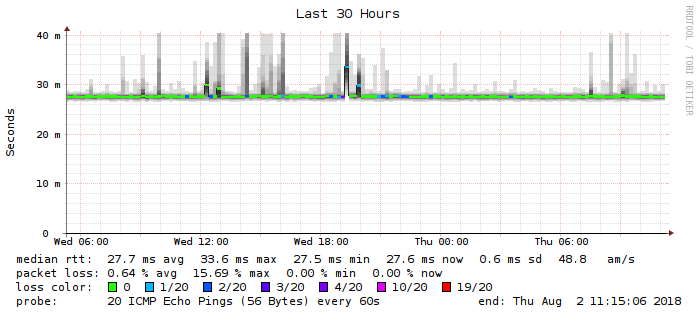 Last 30 Hours
RRDTOOL / TOBI OETIKER
Seconds
40 m
30 m
20 m
10 m
0
Wed 06:00 Wed 12:00 Wed 18:00 Thu 00:00 Thu 06:00
median rtt: 27.7 ms avg 33.6 ms max 27.5 ms min 27.6 ms now 0.6 ms sd 48.8 am/s
packet loss: 0.64 % avg 15.69 % max 0.00 % min 0.00 % now
loss color: 0 1/20 2/20 3/20 4/20 10/20 19/20
probe: 20 ICMP Echo Pings (56 Bytes) every 60s end: Thu Aug 2 11:15:06 2018